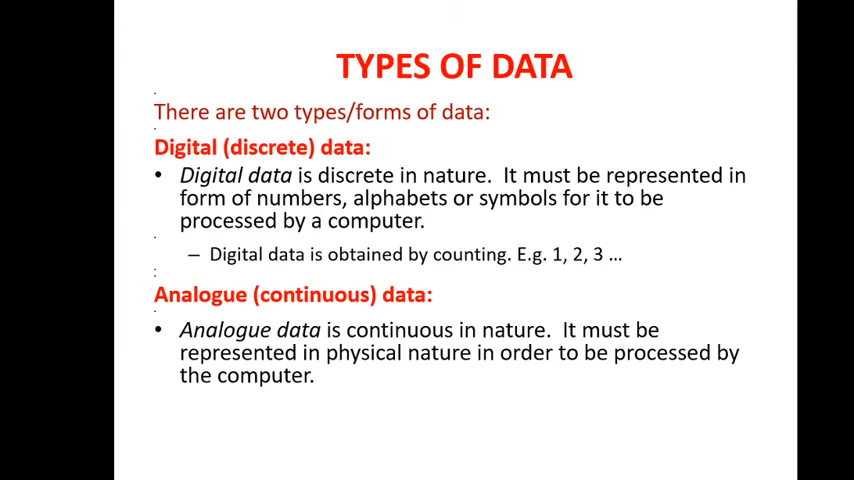 TYPES OF DATA
There are two types/forms of data:
Digital (discrete) data:
• Digital data is discrete in nature. It must be represented in
form of numbers, alphabets or symbols for it to be
processed by a computer.
– Digital data is obtained by counting. E.g. 1, 2, 3 ...
Analogue (continuous) data:
• Analogue data is continuous in nature. It must be
represented in physical nature in order to be processed by
the computer.